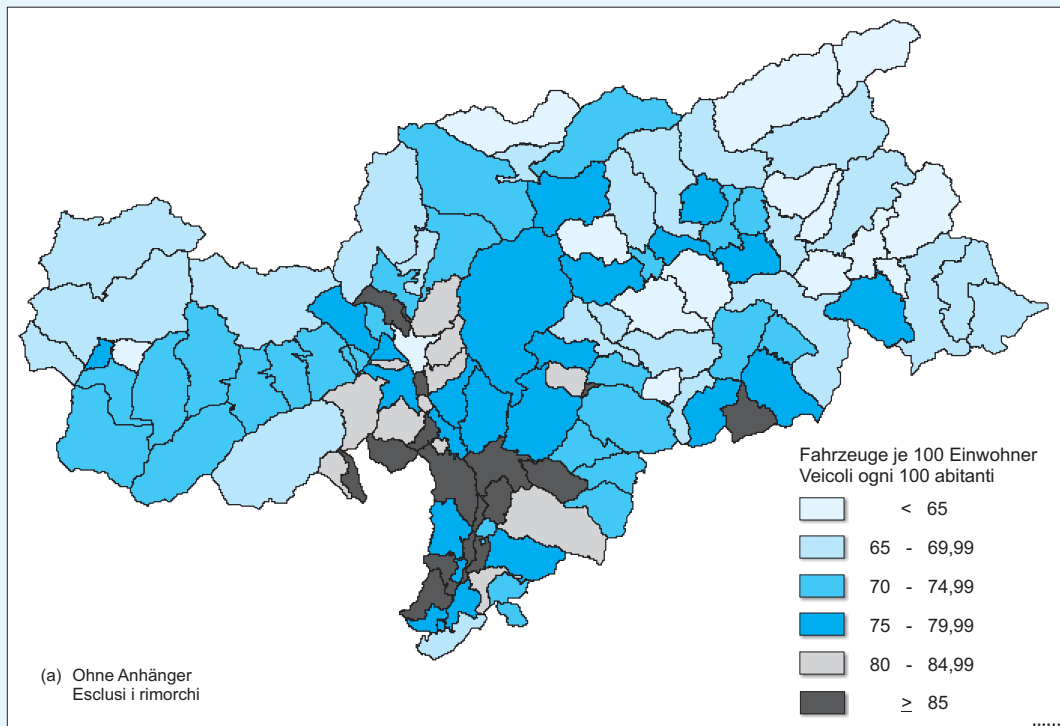 Fahrzeuge je 100 Einwohner
Veicoli ogni 100 abitanti
< 65
65 - 69,99
70 - 74,99
75 - 79,99
80 - 84,99
≥ 85
(a) Ohne Anhänger
Esclusi i rimorchi